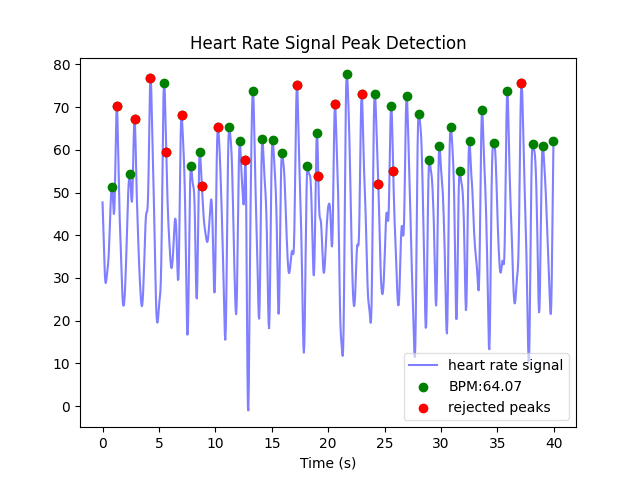 Heart Rate Signal Peak Detection
80
70
60
50
40
30
20
10
0
heart rate signal
BPM:64.07
rejected peaks
0 5 10 15 20 25 30 35 40
Time (s)